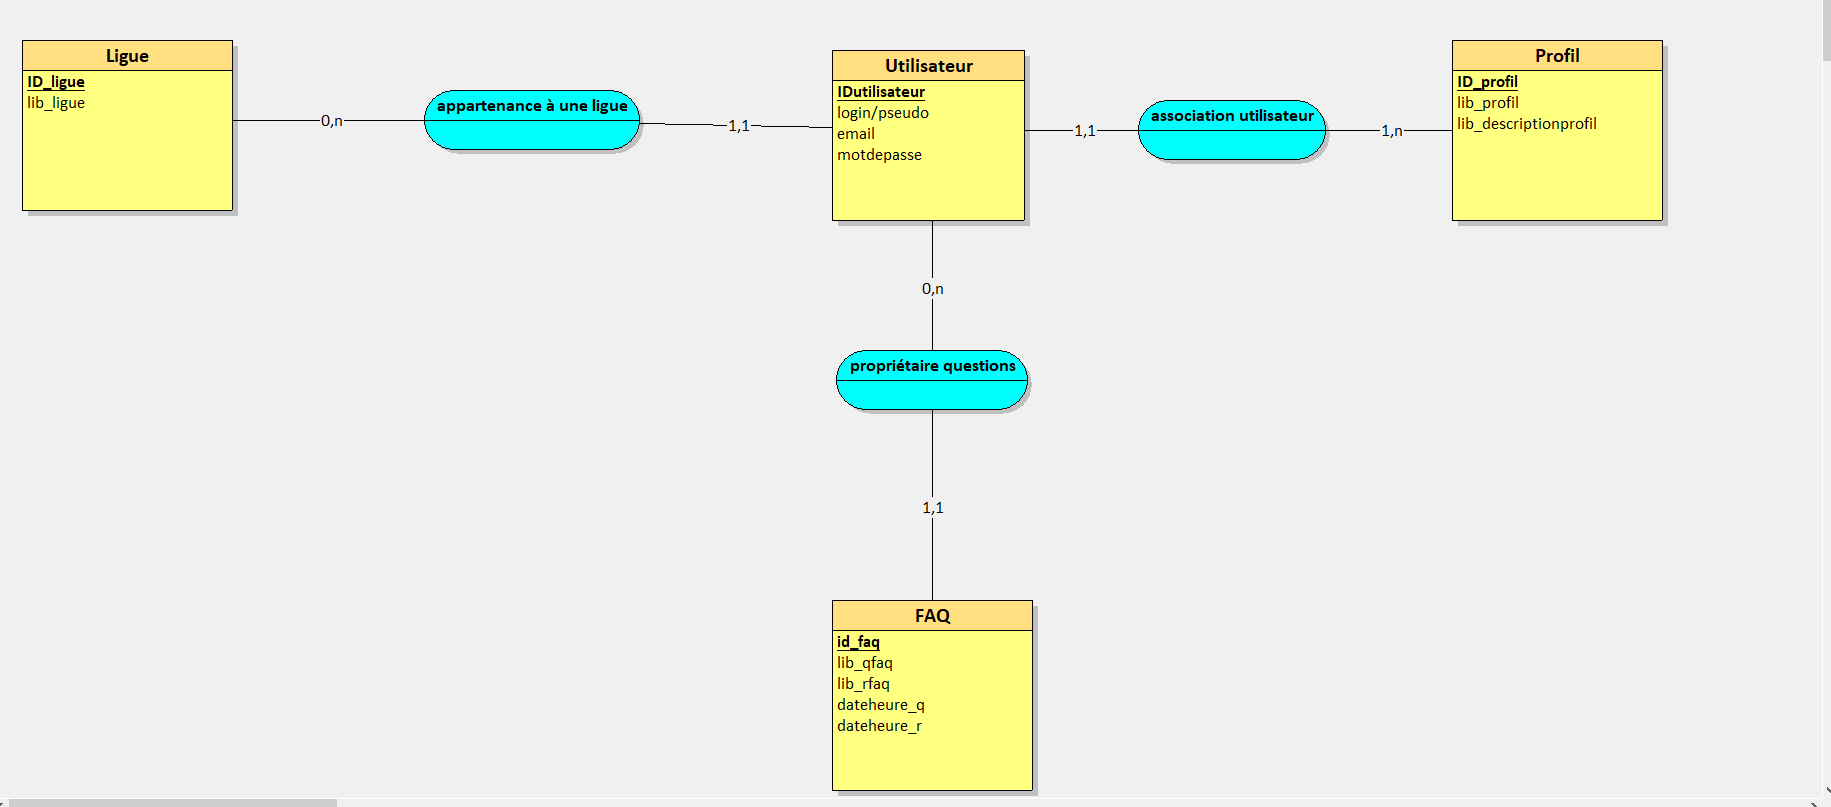 Ligue
ID_ligue
lib_ligue
0,n
appartenance à une ligue
1,1
Utilisateur
IDutilisateur
login/pseudo
email
motdepasse
1,1
association utilisateur
1,n
Profil
ID_profil
lib_profil
lib_descriptionprofil
0,n
propriétaire questions
1,1
FAQ
id_faq
lib_qfaq
lib_rfaq
dateheure_q
dateheure_r